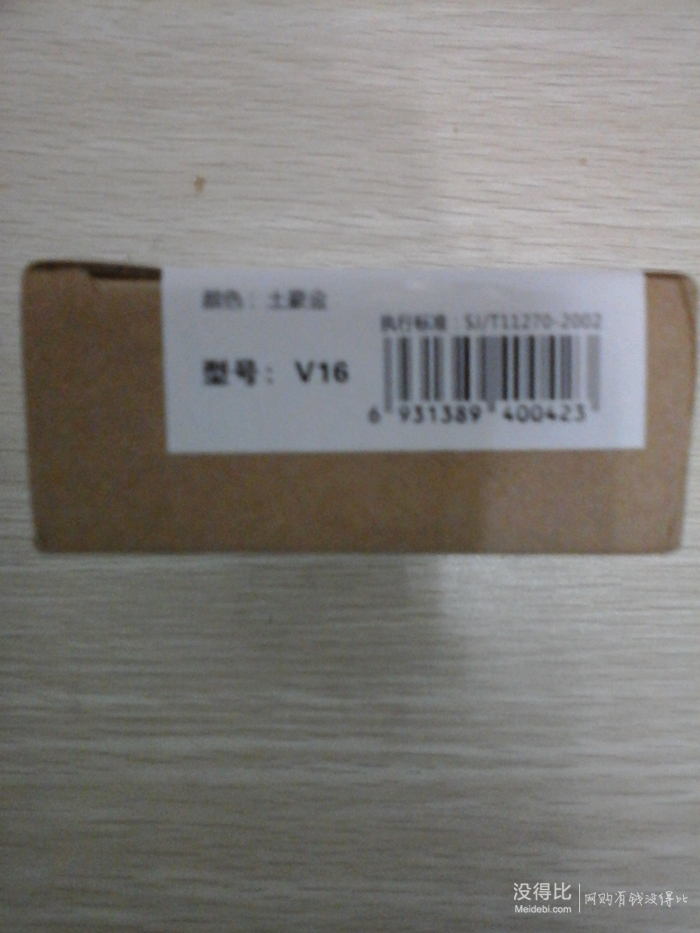 颜色：土豪金
执行标准：SJ/T11270-2002
型号：V16
6 931389 400423
没得比
Meidebi.com
网购有钱没得比